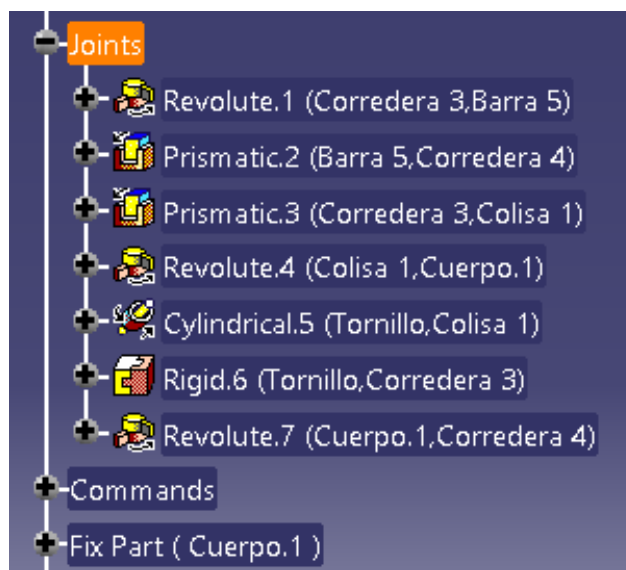 Joints
Revolute.1 (Corredera 3,Barra 5)
Prismatic.2 (Barra 5,Corredera 4)
Prismatic.3 (Corredera 3,Colisa 1)
Revolute.4 (Colisa 1,Cuerpo.1)
Cylindrical.5 (Tornillo,Colisa 1)
Rigid.6 (Tornillo,Corredera 3)
Revolute.7 (Cuerpo.1,Corredera 4)
Commands
Fix Part ( Cuerpo.1 )